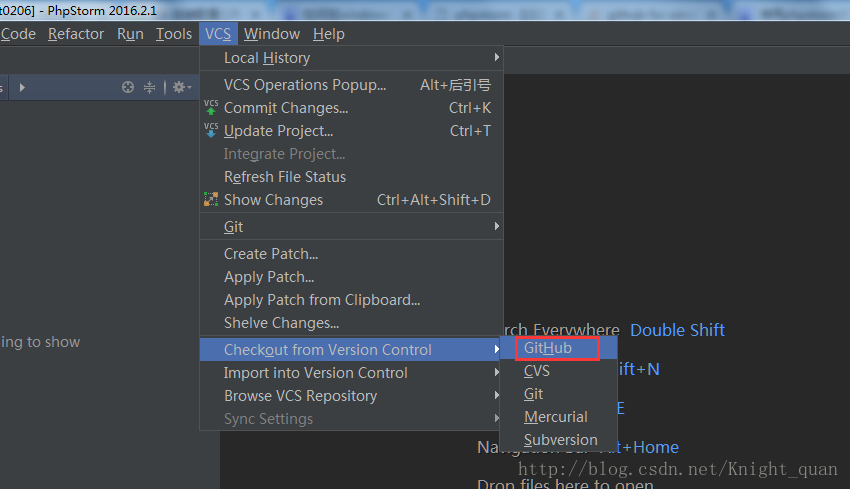 t0206] - PhpStorm 2016.2.1
Code Refactor Run Tools VCS Window Help
Local History
VCS Operations Popup... Alt+后引号
VCS Commit Changes... Ctrl+K
VCS Update Project... Ctrl+T
Integrate Project...
Refresh File Status
Show Changes Ctrl+Alt+Shift+D
Git
Create Patch...
Apply Patch...
Apply Patch from Clipboard...
Shelve Changes...
ing to show
rch Everywhere Double Shift
Checkout from Version Control
GitHub
Import into Version Control
CVS
ift+N
Browse VCS Repository
Git
E
Sync Settings
Mercurial
Subversion
Navigation Bar Alt+Home
http://blog.csdn.net/Knight_quan
Drop files here to open